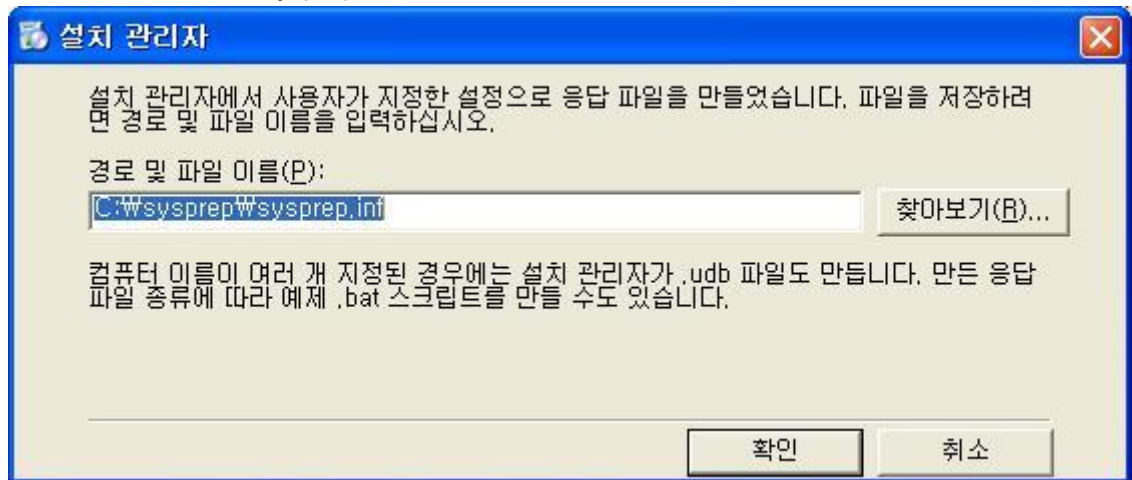 설치 관리자
설치 관리자에서 사용자가 지정한 설정으로 응답 파일을 만들었습니다. 파일을 저장하려
면 경로 및 파일 이름을 입력하십시오.
경로 및 파일 이름(P):
C:₩sysprep₩sysprep.inf
찾아보기(R)...
컴퓨터 이름이 여러 개 지정된 경우에는 설치 관리자가 .udb 파일도 만듭니다. 만든 응답
파일 종류에 따라 예제 .bat 스크립트를 만들 수도 있습니다.
확인
취소